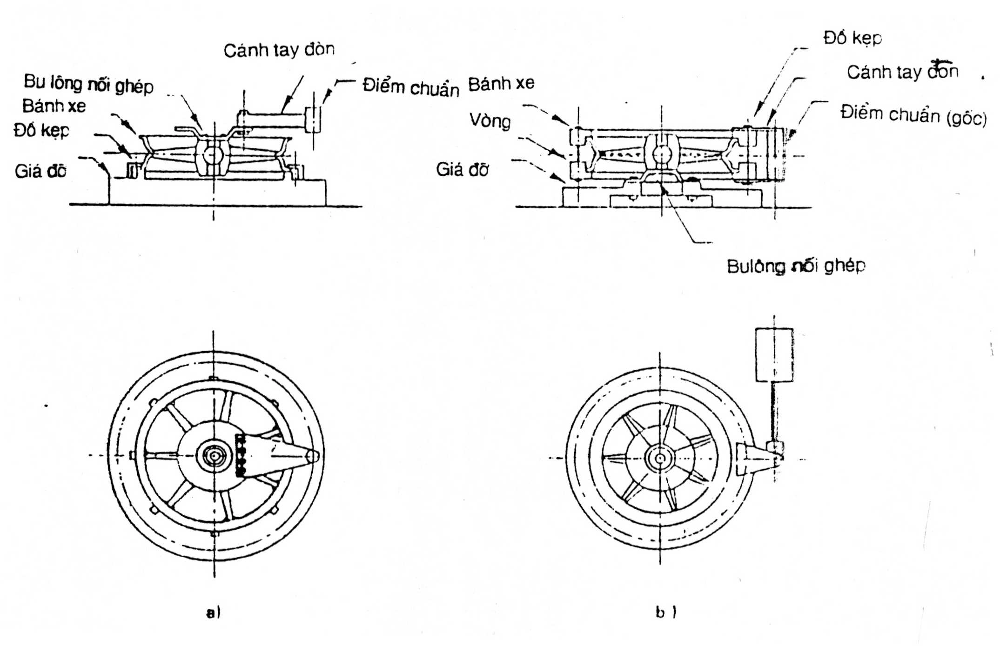 Cánh tay đòn
Bu lông nối ghép
Điểm chuẩn
Bánh xe
Đồ kẹp
Giá đỡ
Đồ kẹp
Cánh tay đòn
Bánh xe
Vòng
Điểm chuẩn (gốc)
Giá đỡ
Bulông nối ghép
a)
b)